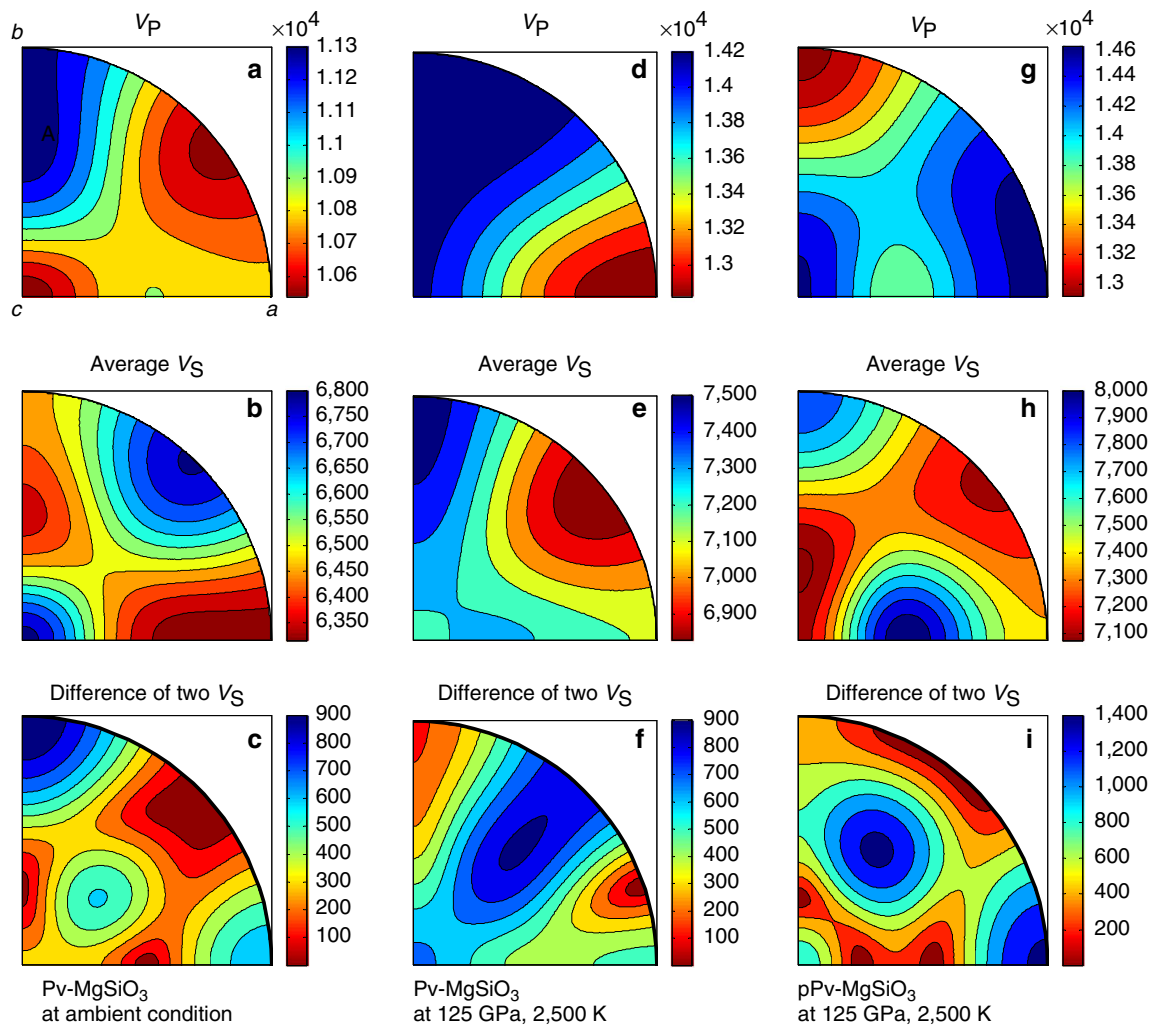 V_P
×10⁴
b
a
A
c
a
1.13
1.12
1.11
1.10
1.09
1.08
1.07
1.06
V_P
×10⁴
d
1.42
1.4
1.38
1.36
1.34
1.32
1.3
V_P
×10⁴
g
1.46
1.44
1.4
1.38
1.36
1.34
1.32
1.3
Average V_S
b
6,800
6,750
6,700
6,650
6,600
6,550
6,500
6,450
6,400
6,350
Average V_S
e
7,500
7,400
7,300
7,200
7,100
7,000
6,900
Average V_S
h
8,000
7,900
7,800
7,700
7,600
7,500
7,400
7,300
7,200
7,100
Difference of two V_S
c
900
800
700
600
500
400
300
200
100
Difference of two V_S
f
900
800
700
600
500
400
300
200
100
Difference of two V_S
i
1,400
1,200
1,000
800
600
400
200
Pv-MgSiO₃
at ambient condition
Pv-MgSiO₃
at 125 GPa, 2,500 K
pPv-MgSiO₃
at 125 GPa, 2,500 K